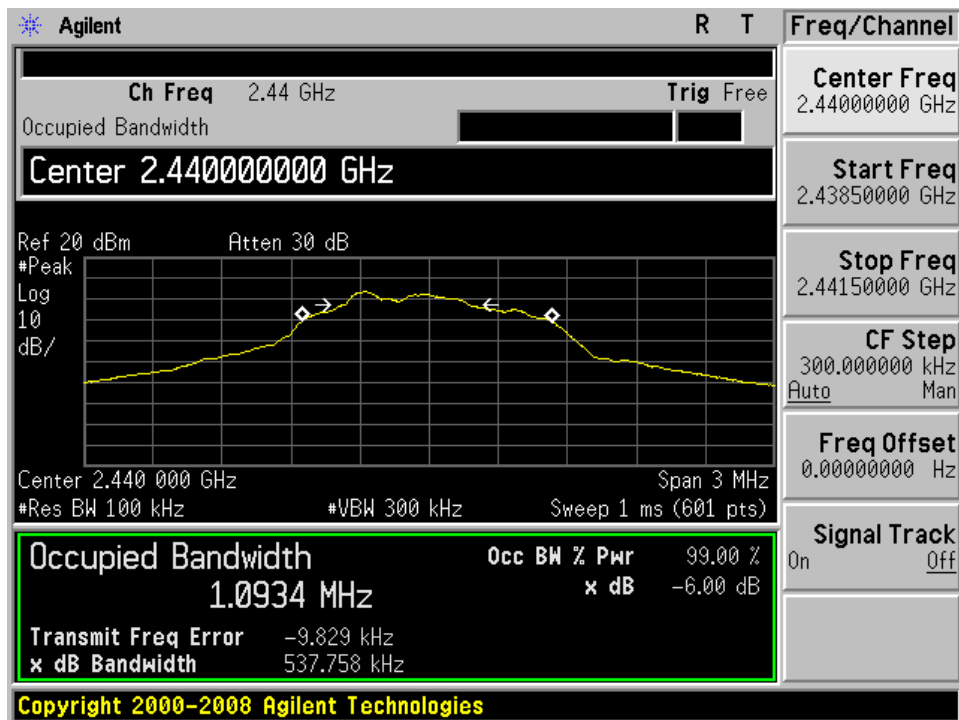 Agilent R T
Ch Freq 2.44 GHz Trig Free
Occupied Bandwidth
Center 2.440000000 GHz
Ref 20 dBm Atten 30 dB
#Peak
Log
10
dB/
Center 2.440 000 GHz Span 3 MHz
#Res BW 100 kHz #VBW 300 kHz Sweep 1 ms (601 pts)
Occupied Bandwidth Occ BW % Pwr 99.00 %
1.0934 MHz x dB -6.00 dB
Transmit Freq Error -9.829 kHz
x dB Bandwidth 537.758 kHz
Copyright 2000-2008 Agilent Technologies
Freq/Channel
Center Freq
2.44000000 GHz
Start Freq
2.43850000 GHz
Stop Freq
2.44150000 GHz
CF Step
300.000000 kHz
Auto Man
Freq Offset
0.00000000 Hz
Signal Track
On Off